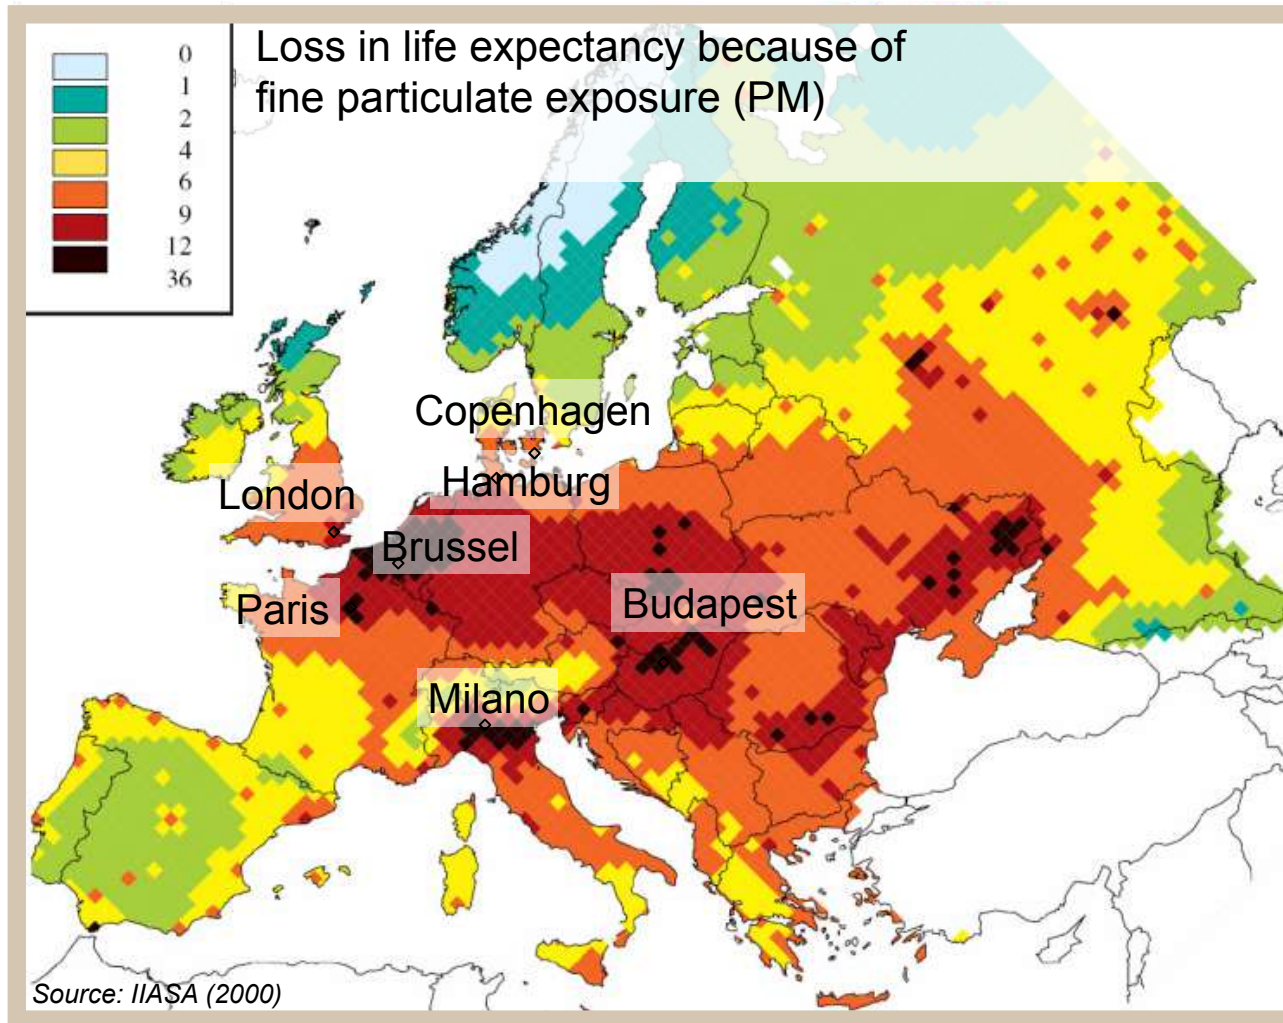 0
1
2
4
6
9
12
36
Loss in life expectancy because of
fine particulate exposure (PM)
Copenhagen
Hamburg
London
Brussel
Paris
Budapest
Milano
Source: IIASA (2000)